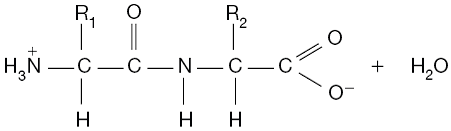 R₁ O R₂
O
H₃N⁺ — C — C — N — C — C + H₂O
O⁻
H H H